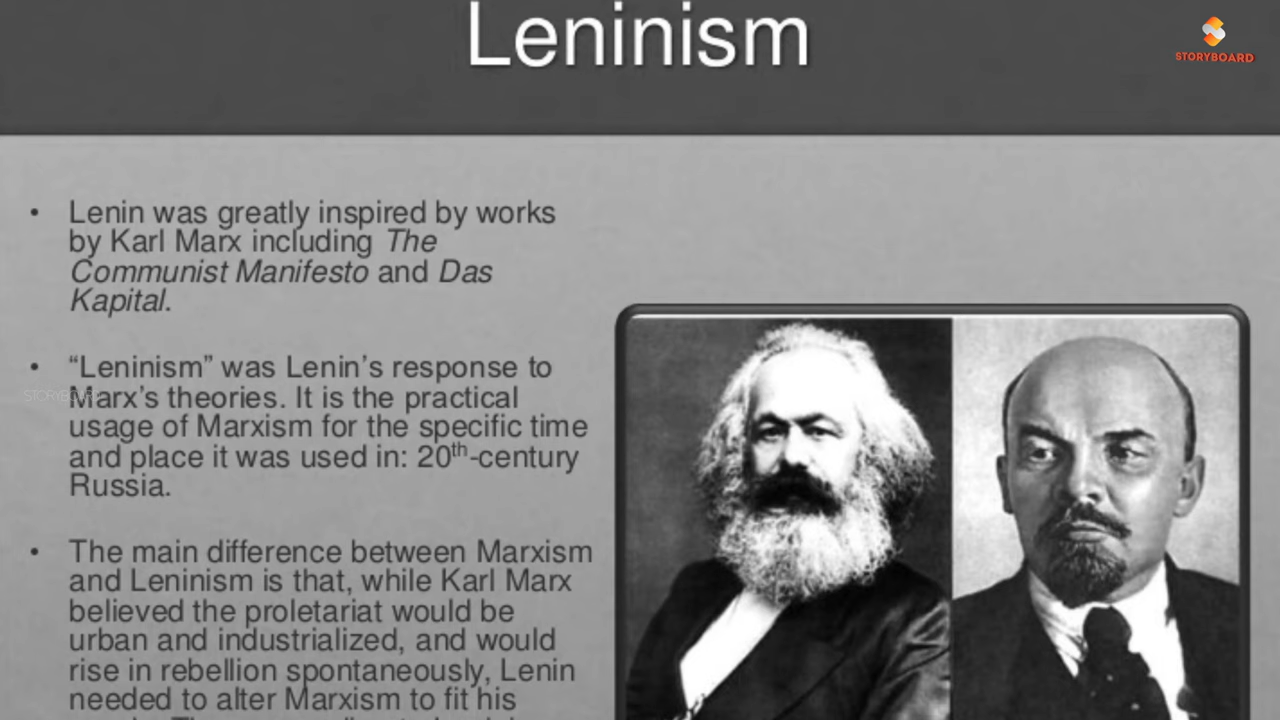 Leninism
STORYBOARD
• Lenin was greatly inspired by works
by Karl Marx including The
Communist Manifesto and Das
Kapital.
• “Leninism” was Lenin’s response to
STORYBOARD
Marx’s theories. It is the practical
usage of Marxism for the specific time
and place it was used in: 20th-century
Russia.
• The main difference between Marxism
and Leninism is that, while Karl Marx
believed the proletariat would be
urban and industrialized, and would
rise in rebellion spontaneously, Lenin
needed to alter Marxism to fit his